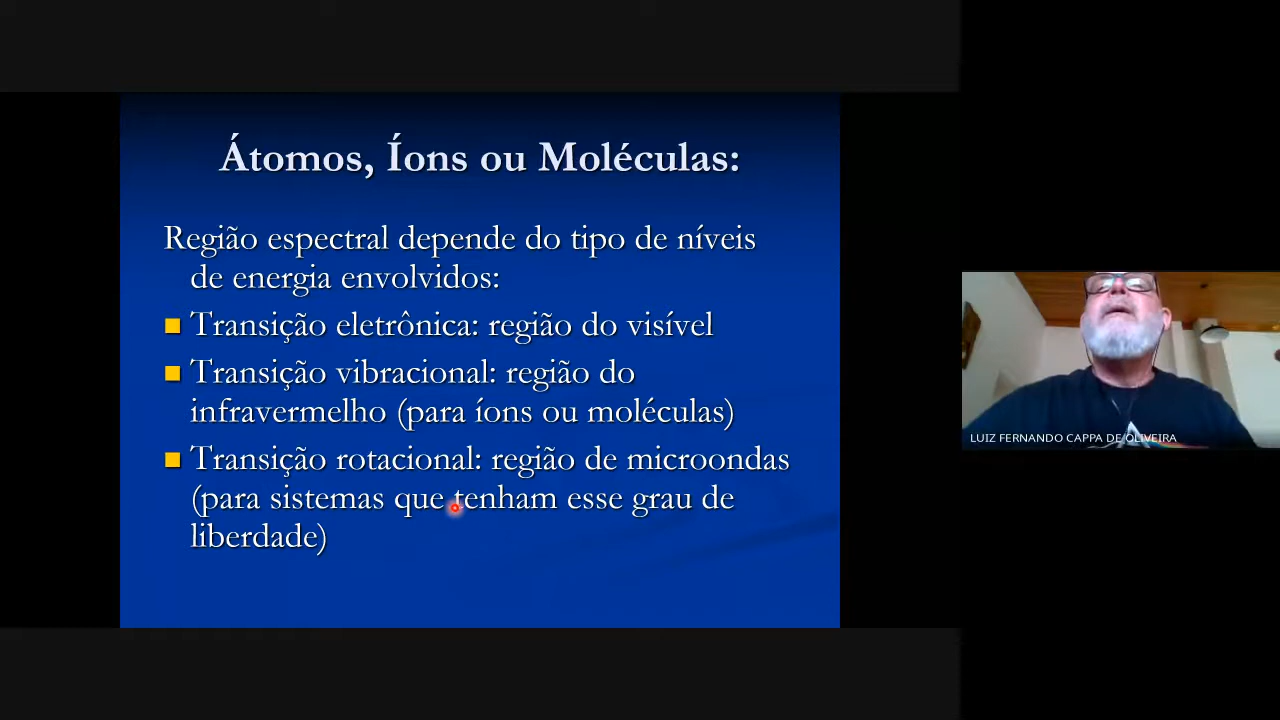 Átomos, Íons ou Moléculas:
Região espectral depende do tipo de níveis
de energia envolvidos:
Transição eletrônica: região do visível
Transição vibracional: região do
infravermelho (para íons ou moléculas)
Transição rotacional: região de microondas
(para sistemas que tenham esse grau de
liberdade)
LUIZ FERNANDO CAPPA DE OLIVEIRA